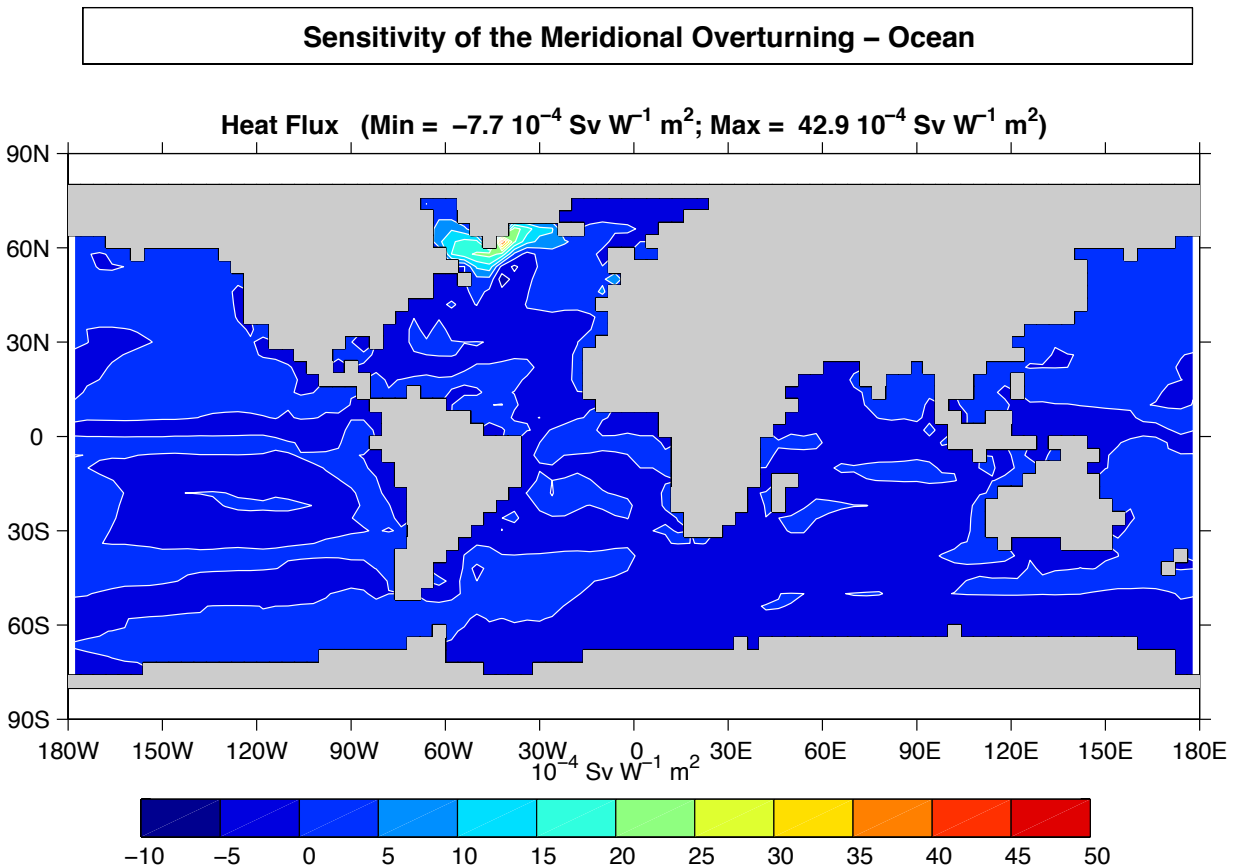 Sensitivity of the Meridional Overturning – Ocean
Heat Flux (Min = −7.7 10⁻⁴ Sv W⁻¹ m²; Max = 42.9 10⁻⁴ Sv W⁻¹ m²)
90N
60N
30N
0
30S
60S
90S
180W 150W 120W 90W 60W 30W 0 30E 60E 90E 120E 150E 180E
10⁻⁴ Sv W⁻¹ m²
−10 −5 0 5 10 15 20 25 30 35 40 45 50